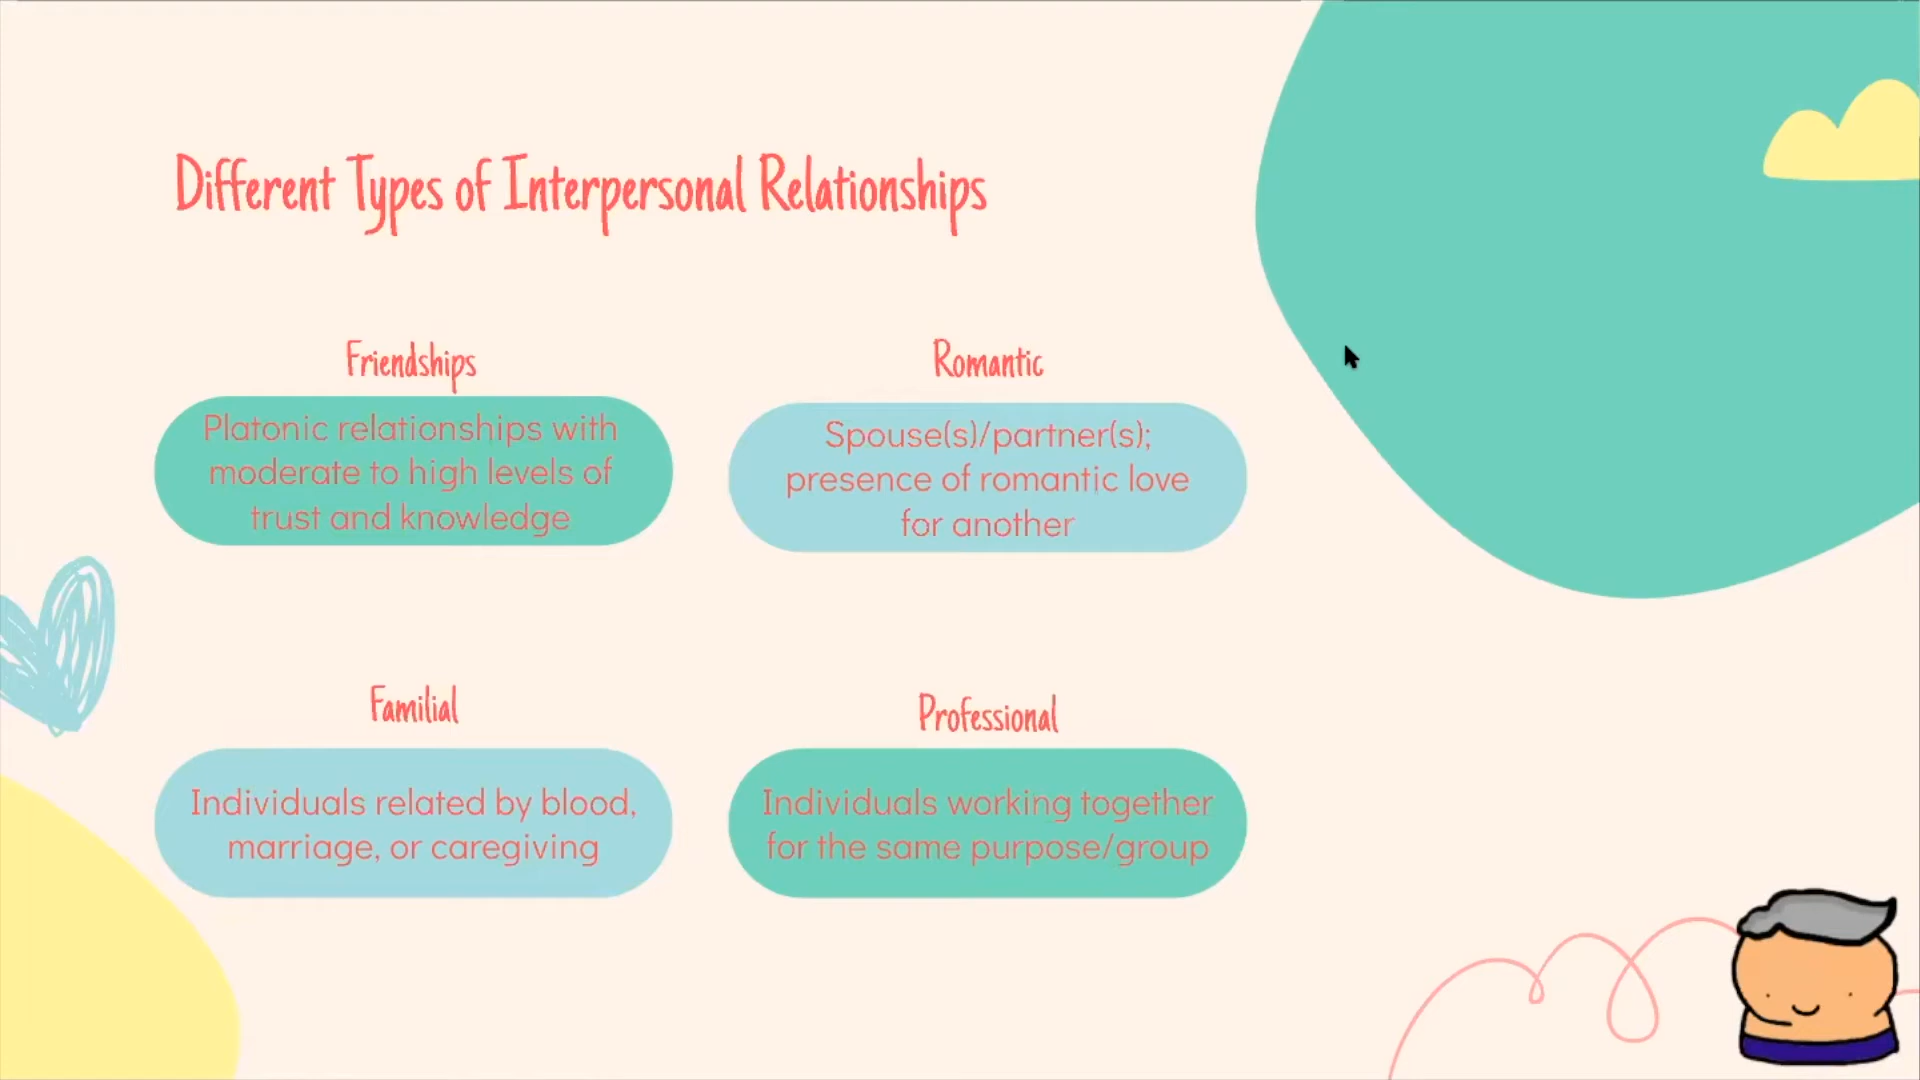 Different Types of Interpersonal Relationships
Friendships
Platonic relationships with
moderate to high levels of
trust and knowledge
Romantic
Spouse(s)/partner(s);
presence of romantic love
for another
Familial
Individuals related by blood,
marriage, or caregiving
Professional
Individuals working together
for the same purpose/group